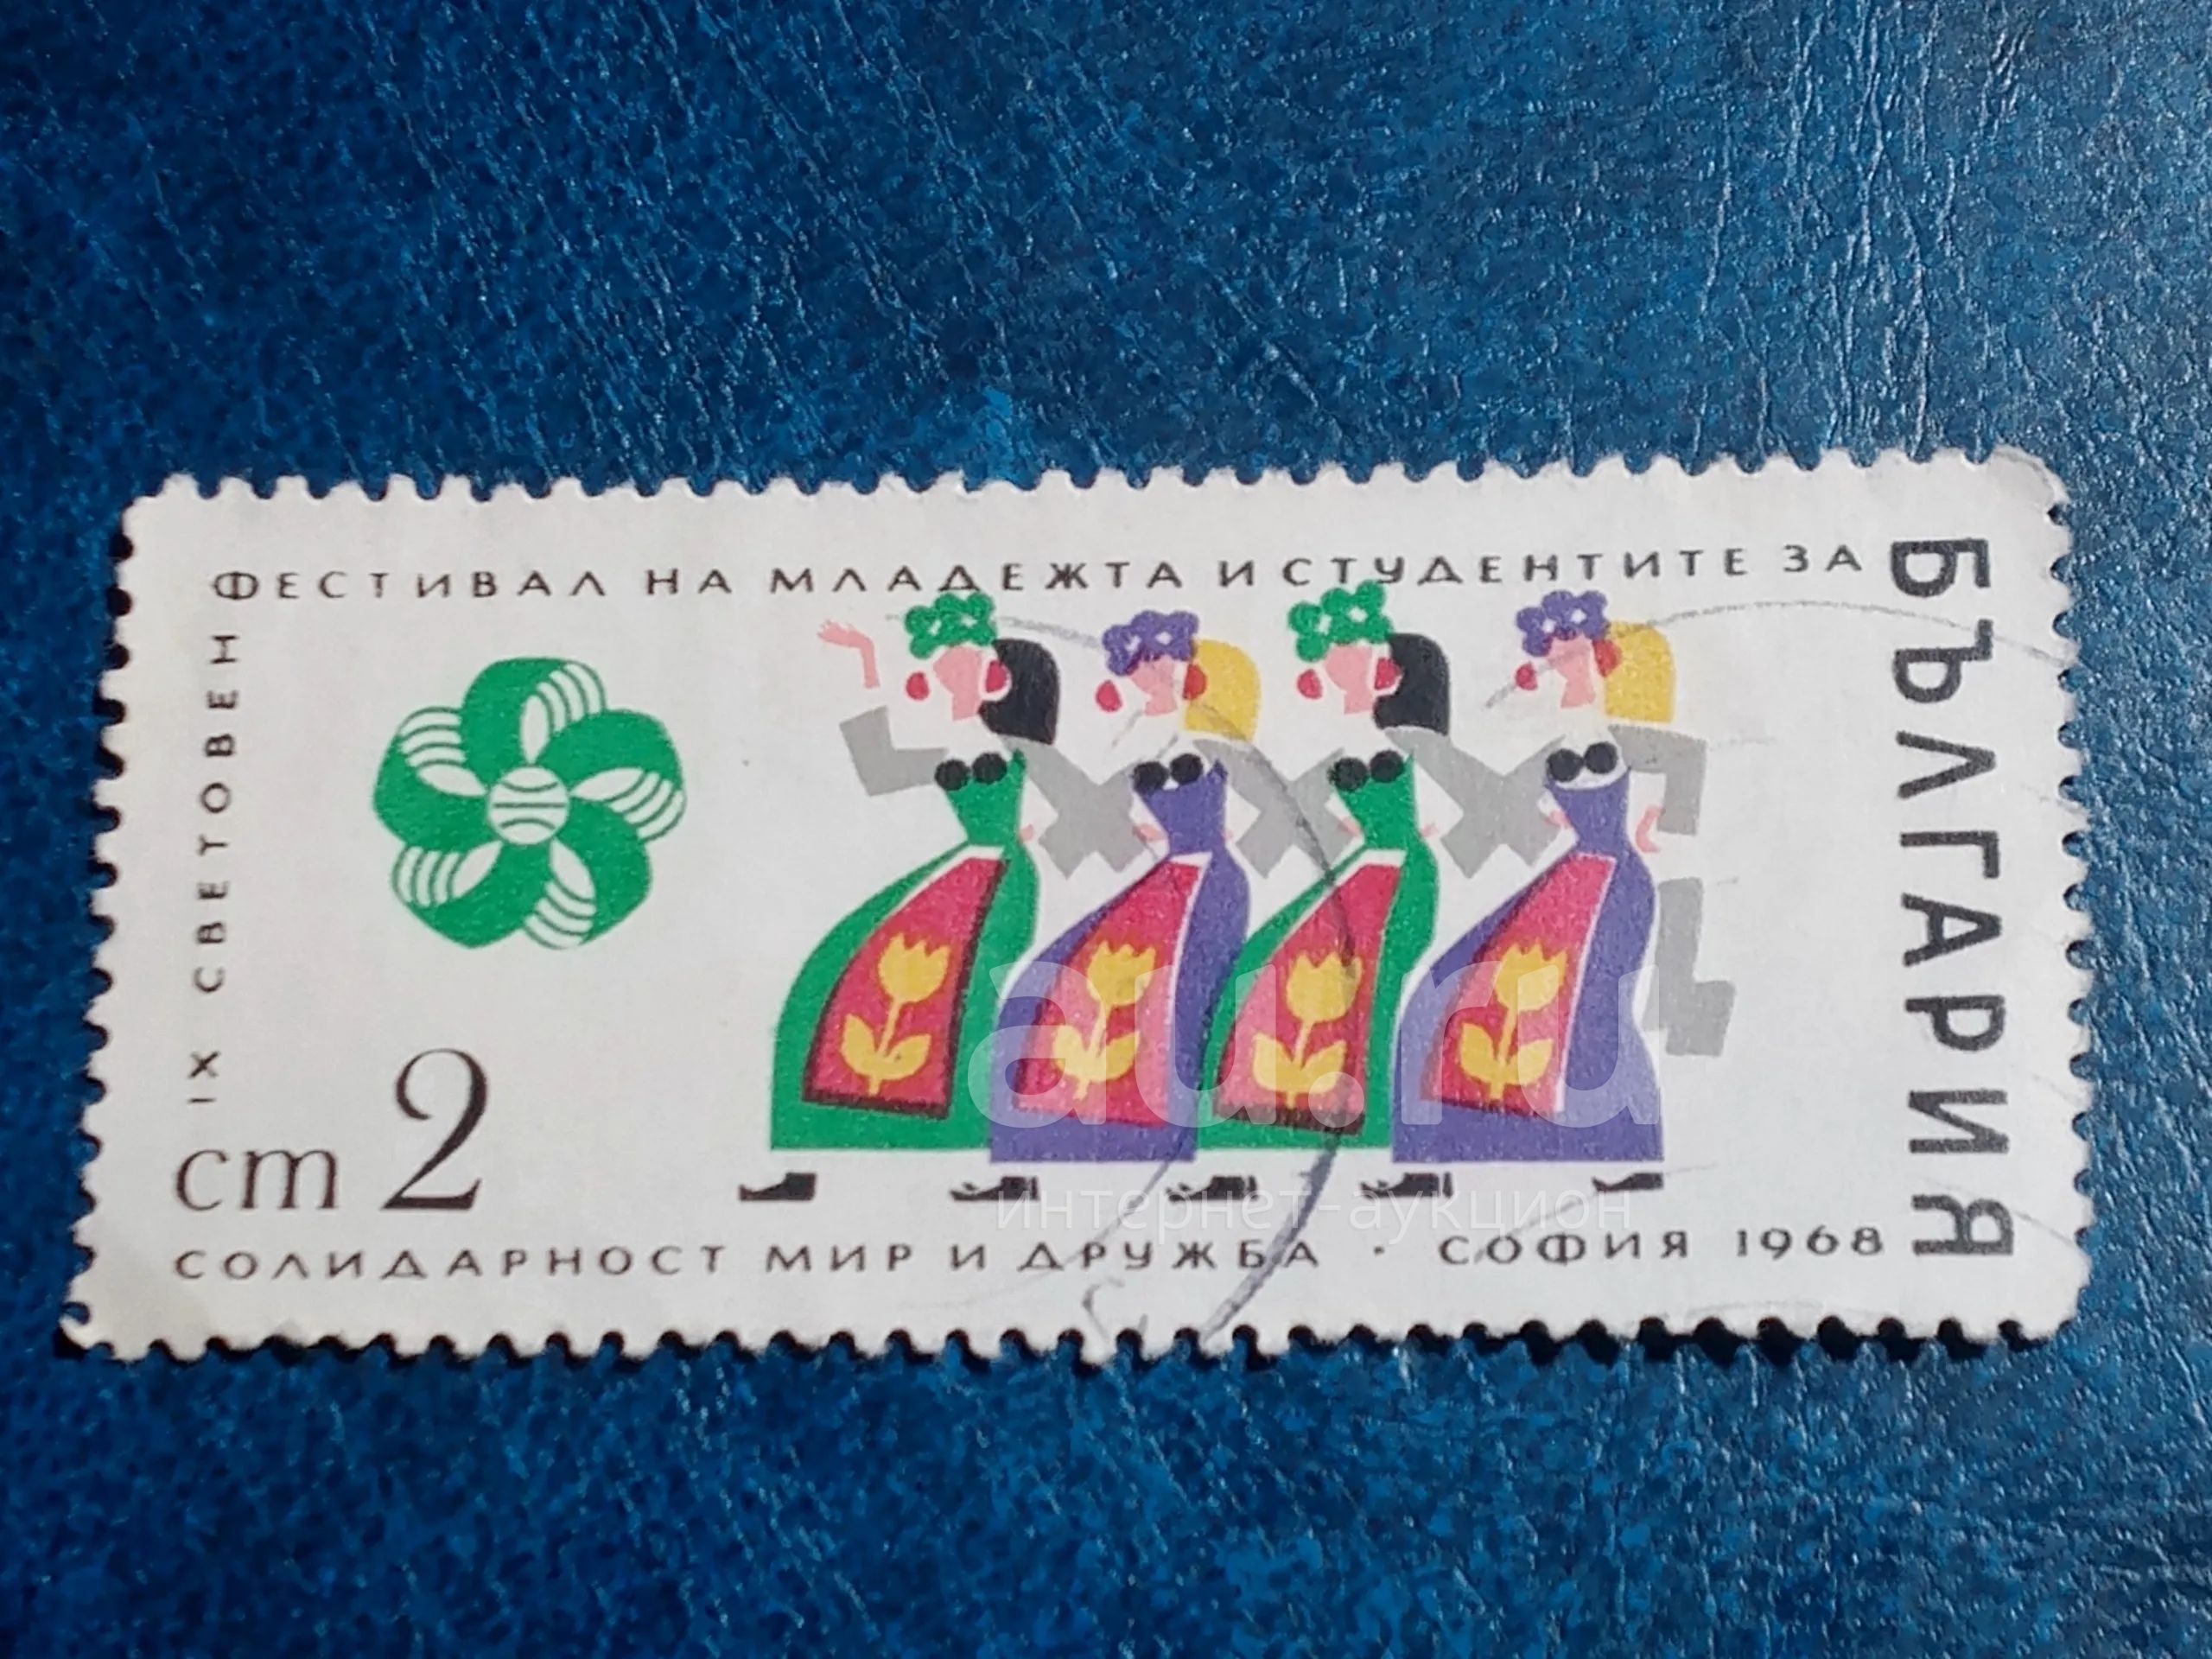 IX СВЕТОВЕН
ФЕСТИВАЛ НА МЛАДЕЖТА И СТУДЕНТИТЕ ЗА
СОЛИДАРНОСТ МИР И ДРУЖБА · СОФИЯ 1968
ст 2
БЪЛГАРИЯ
au.ru
интернет-аукцион